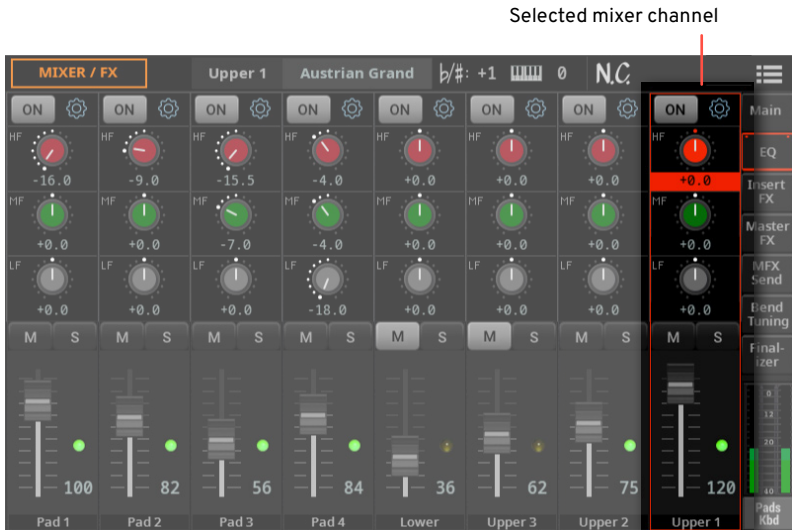 Selected mixer channel
MIXER / FX Upper 1 Austrian Grand b/#: +1 0 N.C.
ON ON ON ON ON ON ON ON Main
HF HF HF HF HF HF HF HF EQ
-16.0 -9.0 -15.5 -4.0 +0.0 +0.0 +0.0 +0.0
Insert
FX
MF MF MF MF MF MF MF MF
+0.0 +0.0 -7.0 -4.0 +0.0 +0.0 +0.0 +0.0
Master
FX
LF LF LF LF LF LF LF LF
MFX
Send
+0.0 +0.0 +0.0 -18.0 +0.0 +0.0 +0.0 +0.0
Bend
Tuning
M S M S M S M S M S M S M S M S
Final-
izer
0
12
20
40
100 82 56 84 36 62 75 120
Pad 1 Pad 2 Pad 3 Pad 4 Lower Upper 3 Upper 2 Upper 1
Pads
Kbd